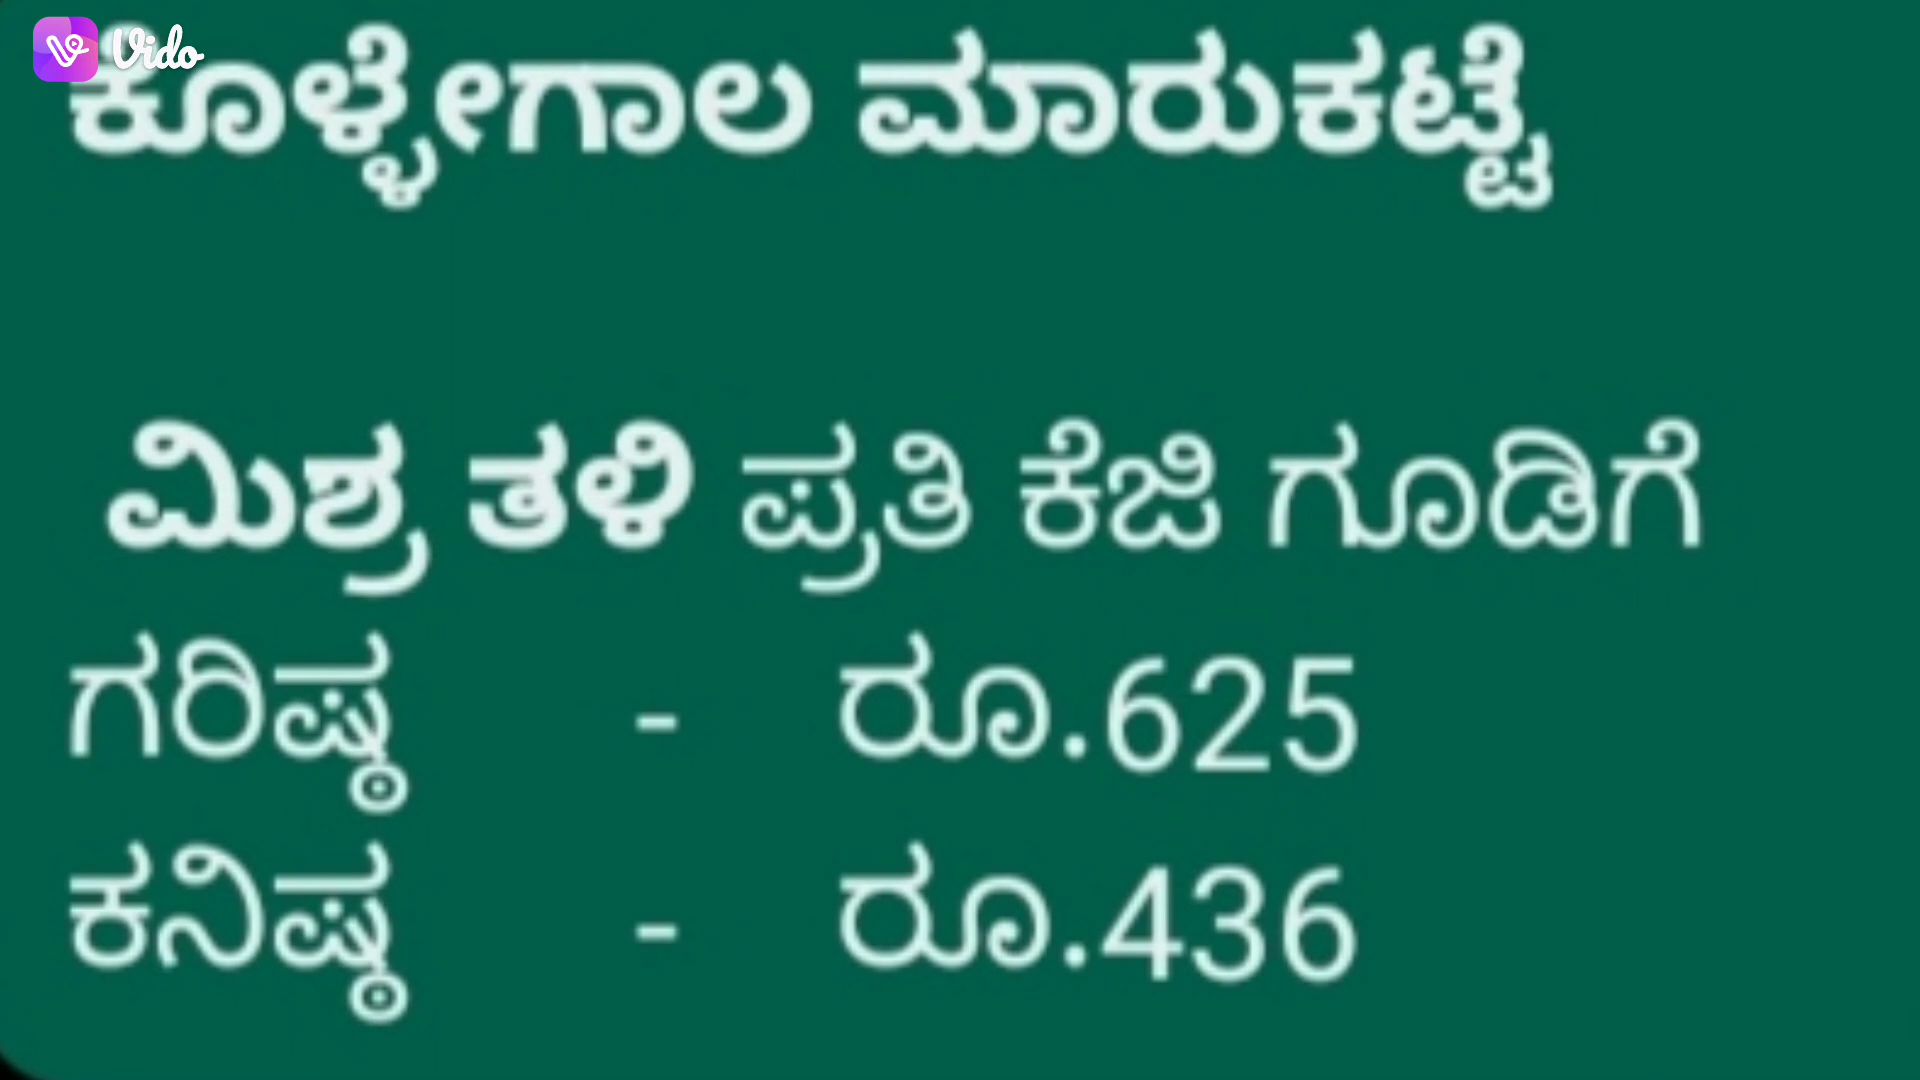 Vido
ಕೊಳ್ಳೇಗಾಲ ಮಾರುಕಟ್ಟೆ
ಮಿಶ್ರ ತಳಿ ಪ್ರತಿ ಕೆಜಿ ಗೂಡಿಗೆ
ಗರಿಷ್ಠ - ರೂ.625
ಕನಿಷ್ಠ - ರೂ.436